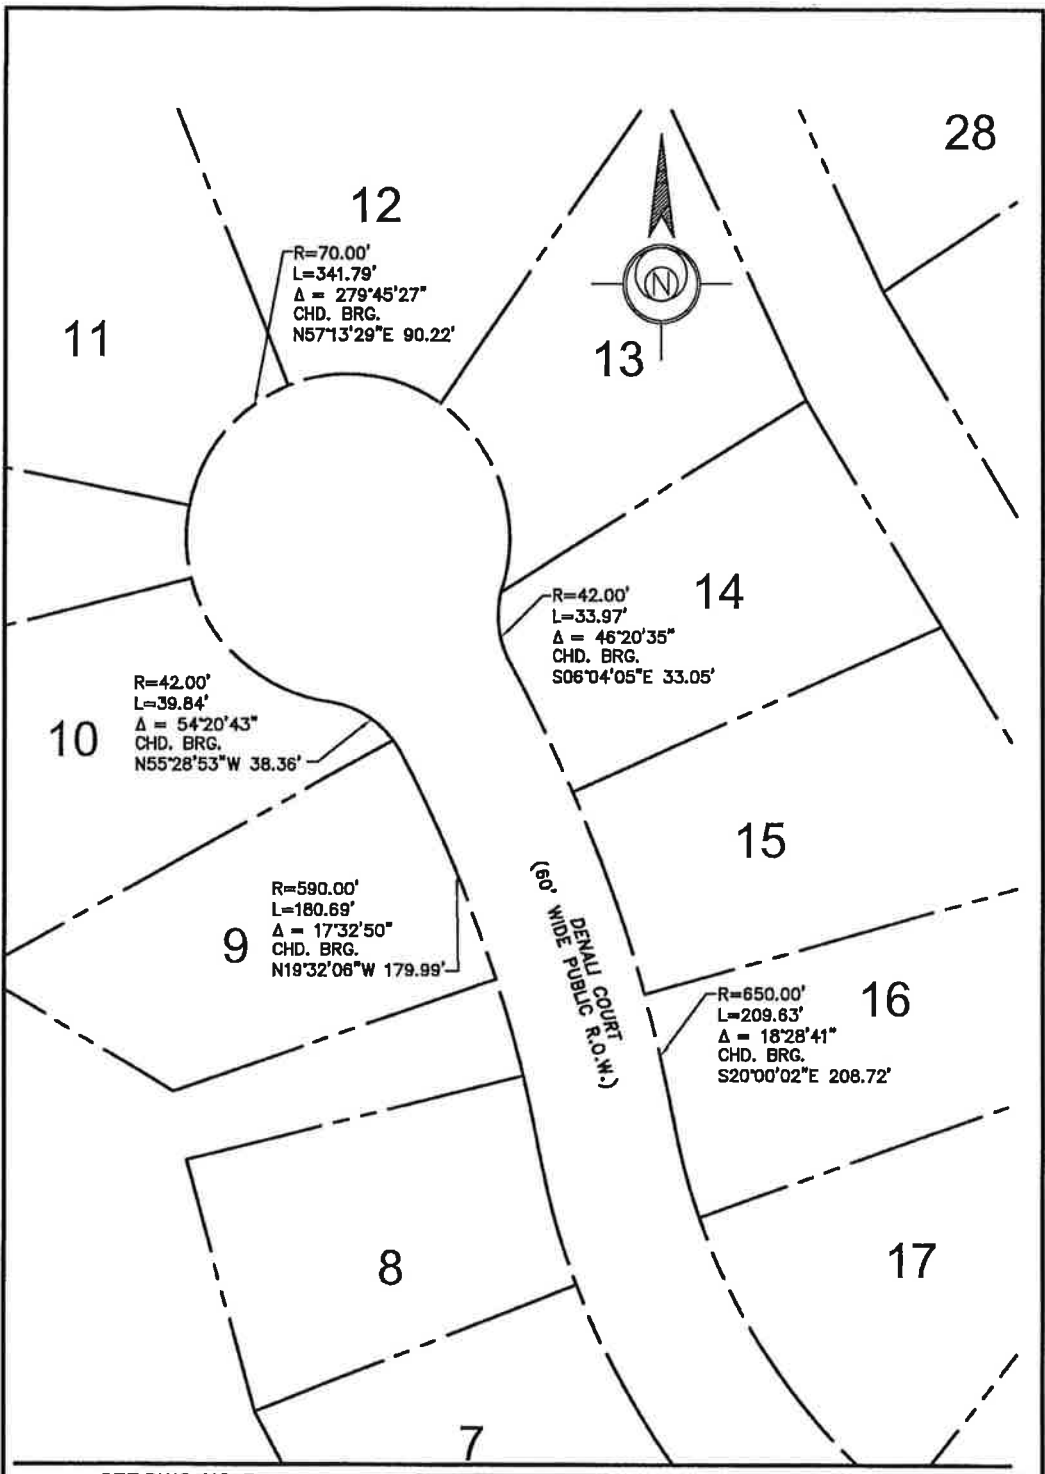 28
12
R=70.00'
L=341.79'
Δ = 279°45'27"
CHD. BRG.
N57°13'29"E 90.22'
11
N
13
R=42.00'
L=33.97'
Δ = 46°20'35"
CHD. BRG.
S06°04'05"E 33.05'
14
R=42.00'
L=39.84'
Δ = 54°20'43"
CHD. BRG.
N55°28'53"W 38.36'
10
15
R=590.00'
L=180.69'
Δ = 17°32'50"
CHD. BRG.
N19°32'06"W 179.99'
9
DENALI COURT
(60' WIDE PUBLIC R.O.W.)
R=650.00'
L=209.63'
Δ = 18°28'41"
CHD. BRG.
S20°00'02"E 208.72'
16
17
8
7